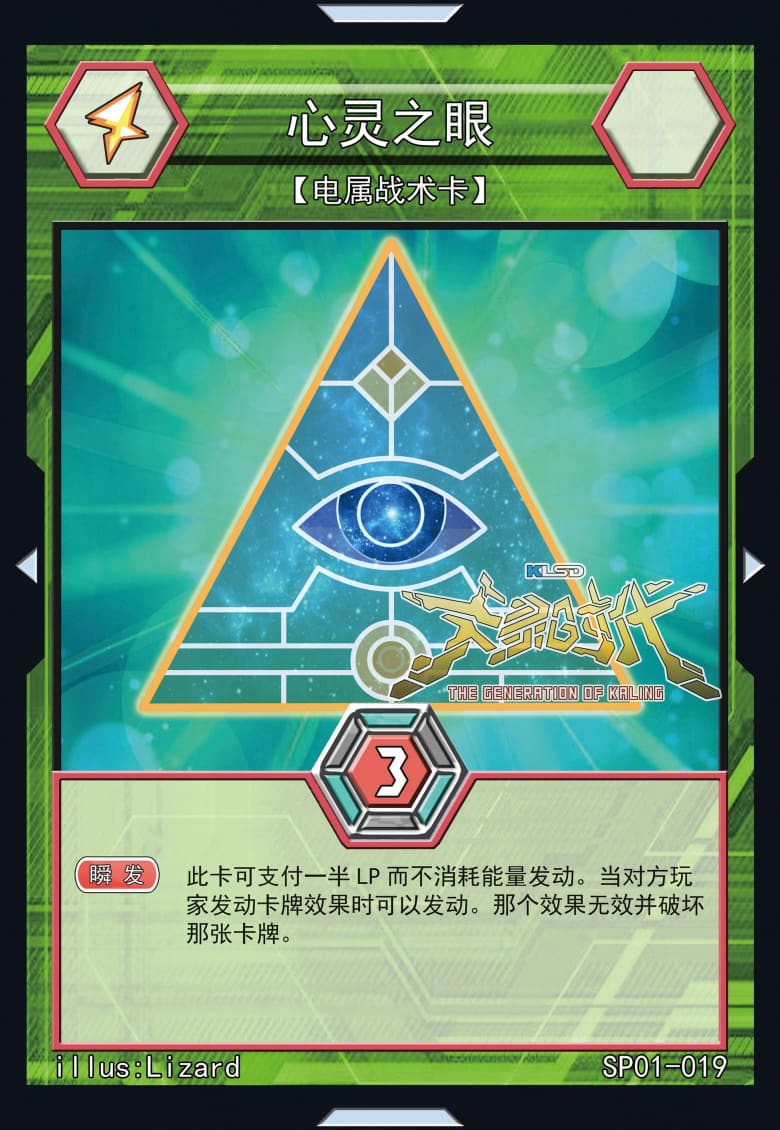 心灵之眼
【电属战术卡】
KLSD
THE GENERATION OF KALING
3
瞬发
此卡可支付一半 LP 而不消耗能量发动。当对方玩
家发动卡牌效果时可以发动。那个效果无效并破坏
那张卡牌。
illus:Lizard
SP01-019